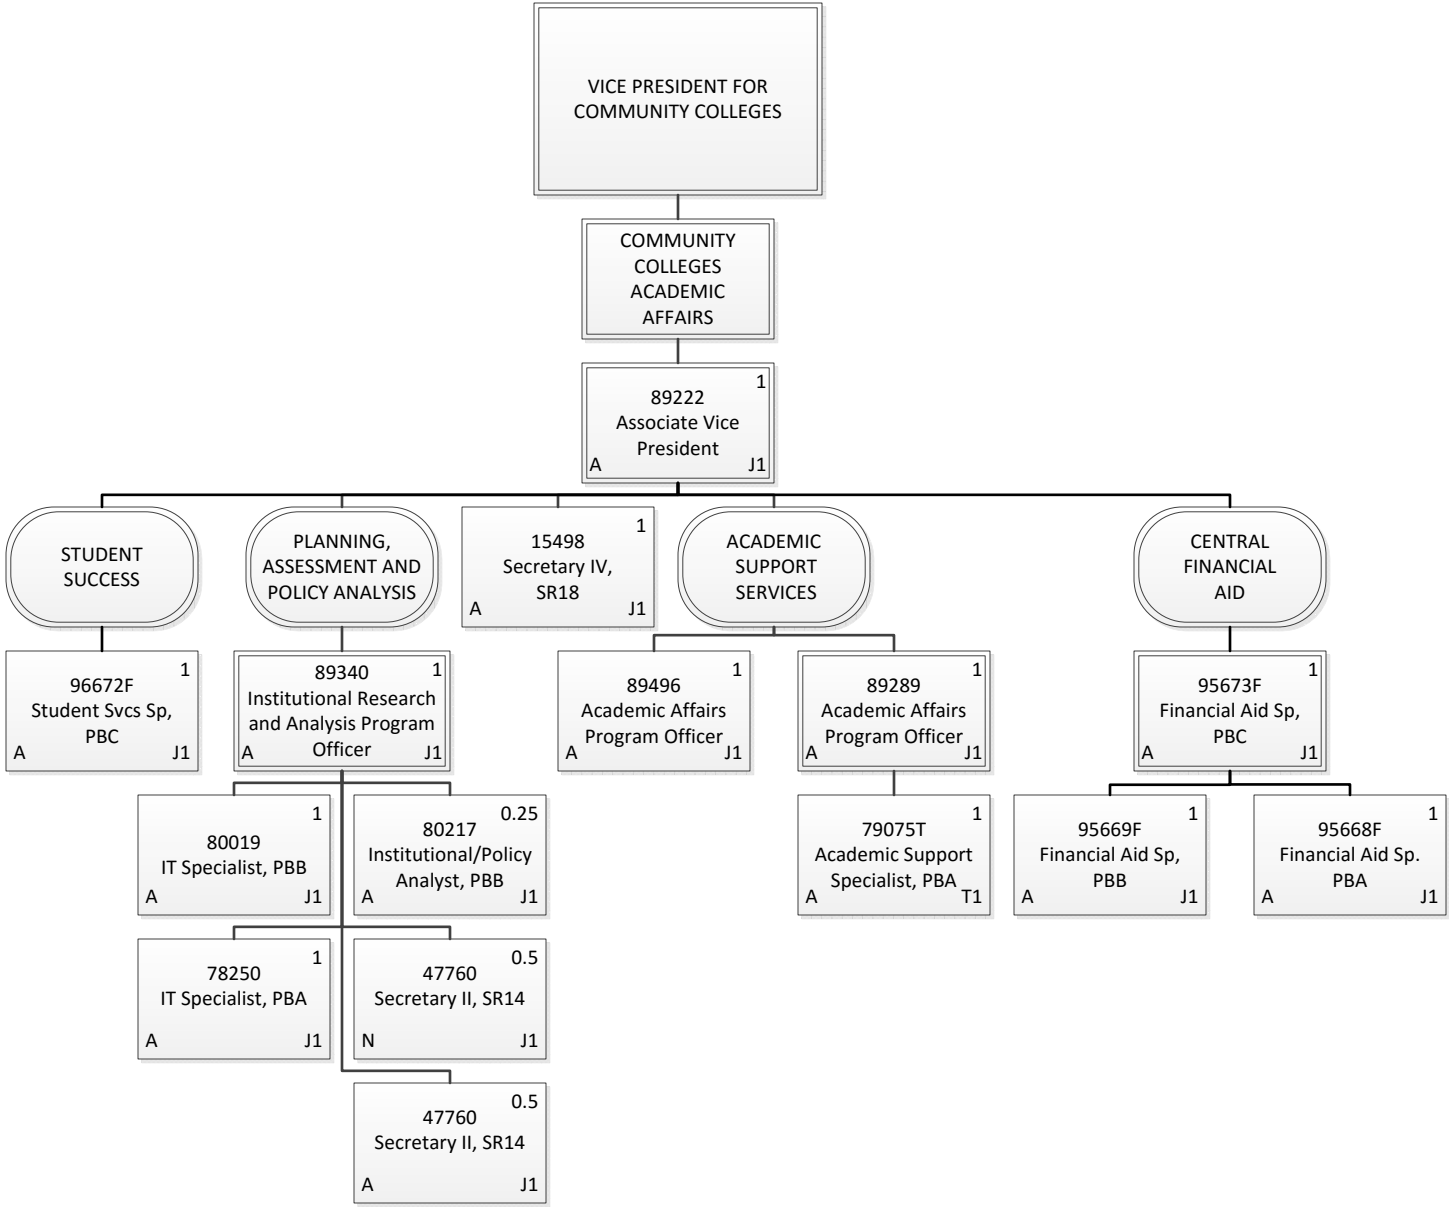 VICE PRESIDENT FOR
COMMUNITY COLLEGES
COMMUNITY
COLLEGES
ACADEMIC
AFFAIRS
1
89222
Associate Vice
President
A J1
STUDENT
SUCCESS
PLANNING,
ASSESSMENT AND
POLICY ANALYSIS
1
15498
Secretary IV,
SR18
A J1
ACADEMIC
SUPPORT
SERVICES
CENTRAL
FINANCIAL
AID
1
96672F
Student Svcs Sp,
PBC
A J1
1
89340
Institutional Research
and Analysis Program
Officer
A J1
1
89496
Academic Affairs
Program Officer
A J1
1
89289
Academic Affairs
Program Officer
A J1
1
95673F
Financial Aid Sp,
PBC
A J1
1
80019
IT Specialist, PBB
A J1
0.25
80217
Institutional/Policy
Analyst, PBB
A J1
1
79075T
Academic Support
Specialist, PBA
A T1
1
95669F
Financial Aid Sp,
PBB
A J1
1
95668F
Financial Aid Sp.
PBA
A J1
1
78250
IT Specialist, PBA
A J1
0.5
47760
Secretary II, SR14
N J1
0.5
47760
Secretary II, SR14
A J1